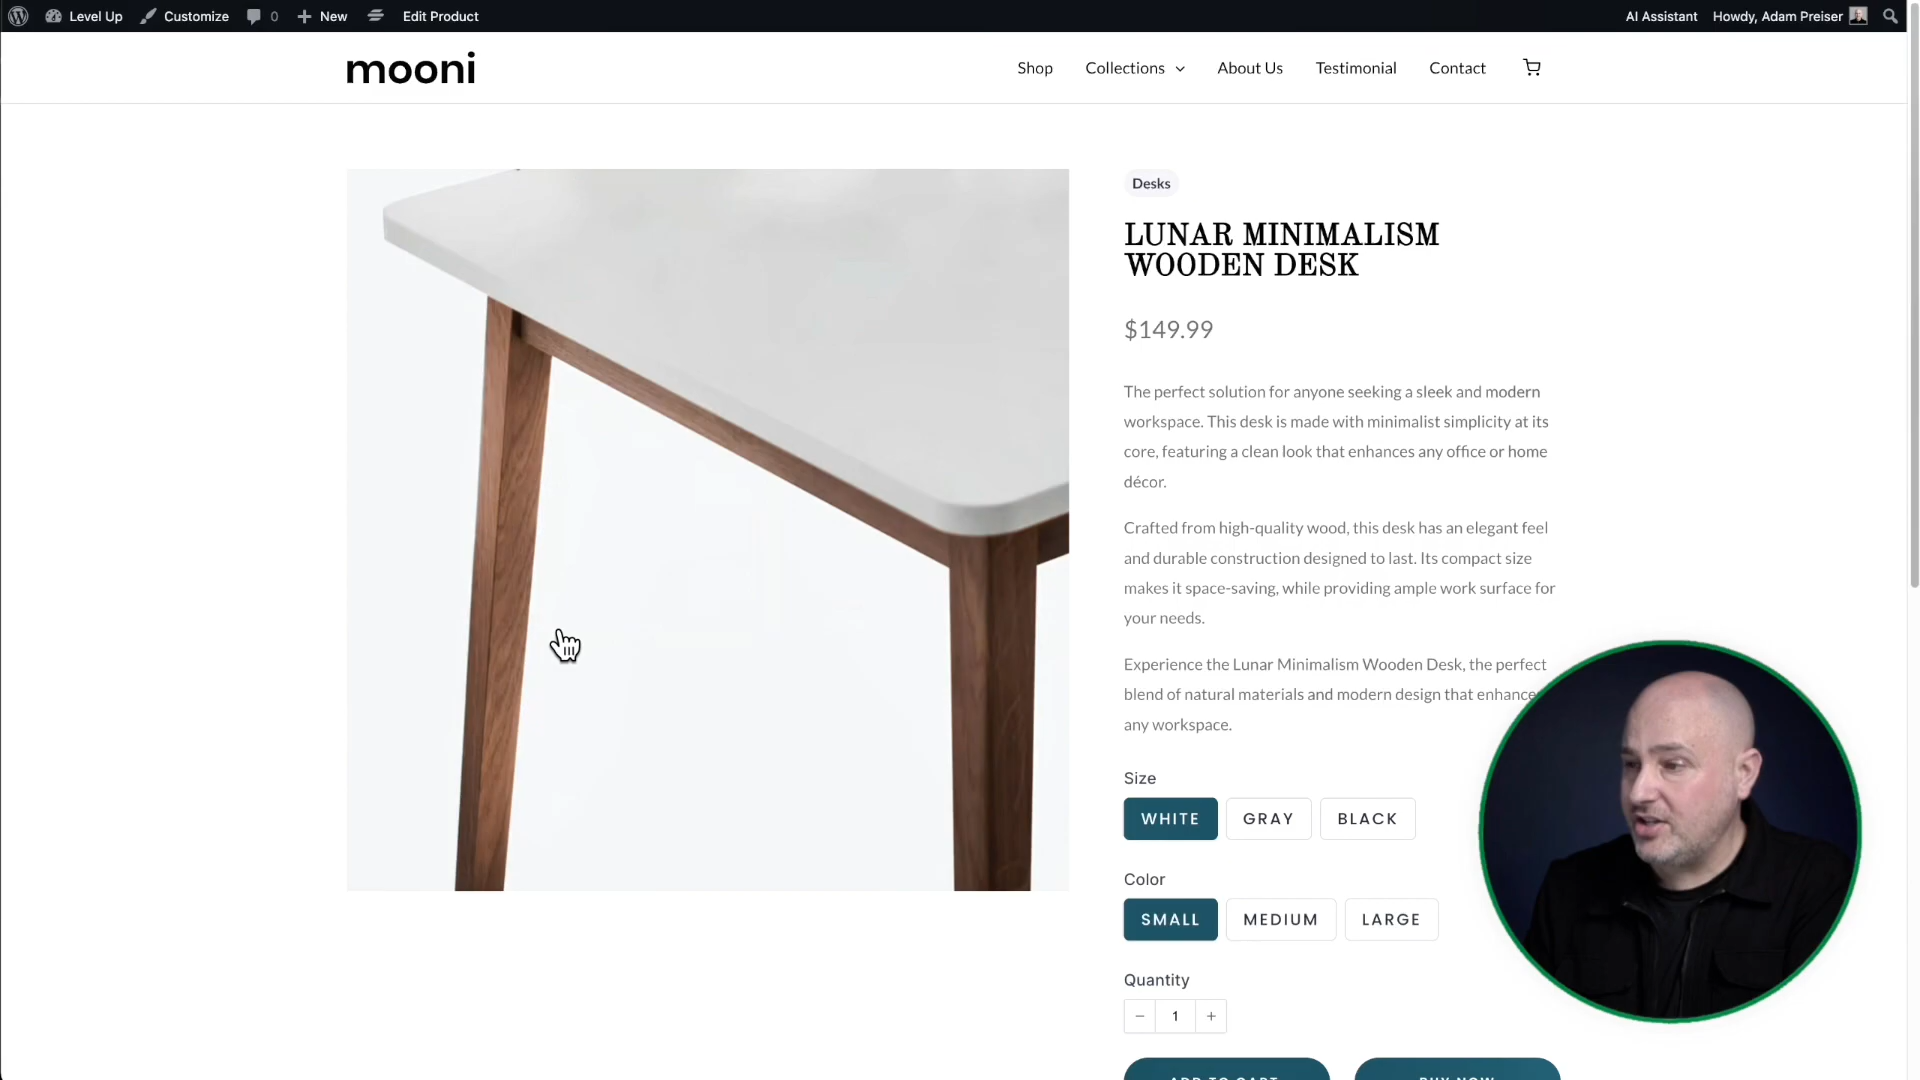 Level Up Customize 0 New Edit Product AI Assistant Howdy, Adam Preiser
mooni Shop Collections About Us Testimonial Contact
Desks
LUNAR MINIMALISM
WOODEN DESK
$149.99
The perfect solution for anyone seeking a sleek and modern
workspace. This desk is made with minimalist simplicity at its
core, featuring a clean look that enhances any office or home
décor.
Crafted from high-quality wood, this desk has an elegant feel
and durable construction designed to last. Its compact size
makes it space-saving, while providing ample work surface for
your needs.
Experience the Lunar Minimalism Wooden Desk, the perfect
blend of natural materials and modern design that enhance
any workspace.
Size
WHITE GRAY BLACK
Color
SMALL MEDIUM LARGE
Quantity
− 1 +
ADD TO CART BUY NOW